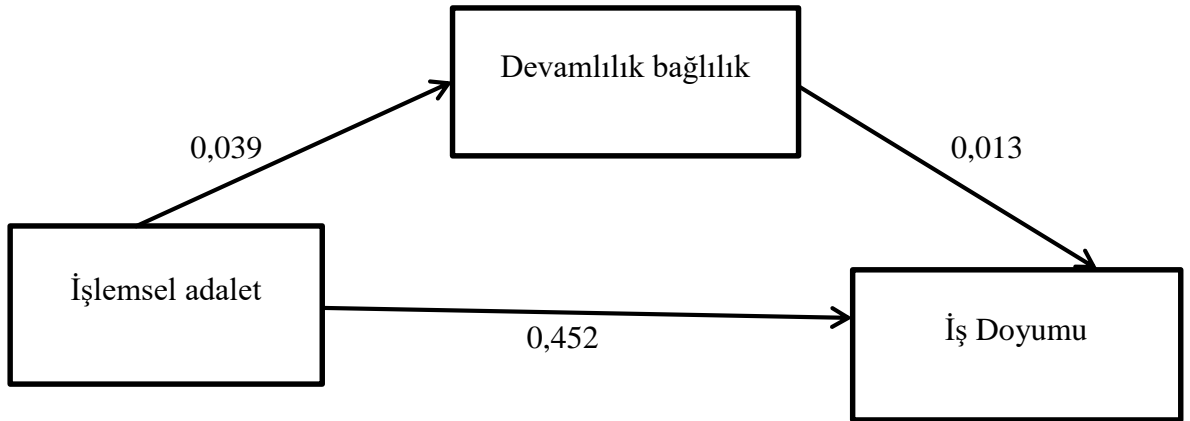 Devamlılık bağlılık
0,039
0,013
İşlemsel adalet
0,452
İş Doyumu